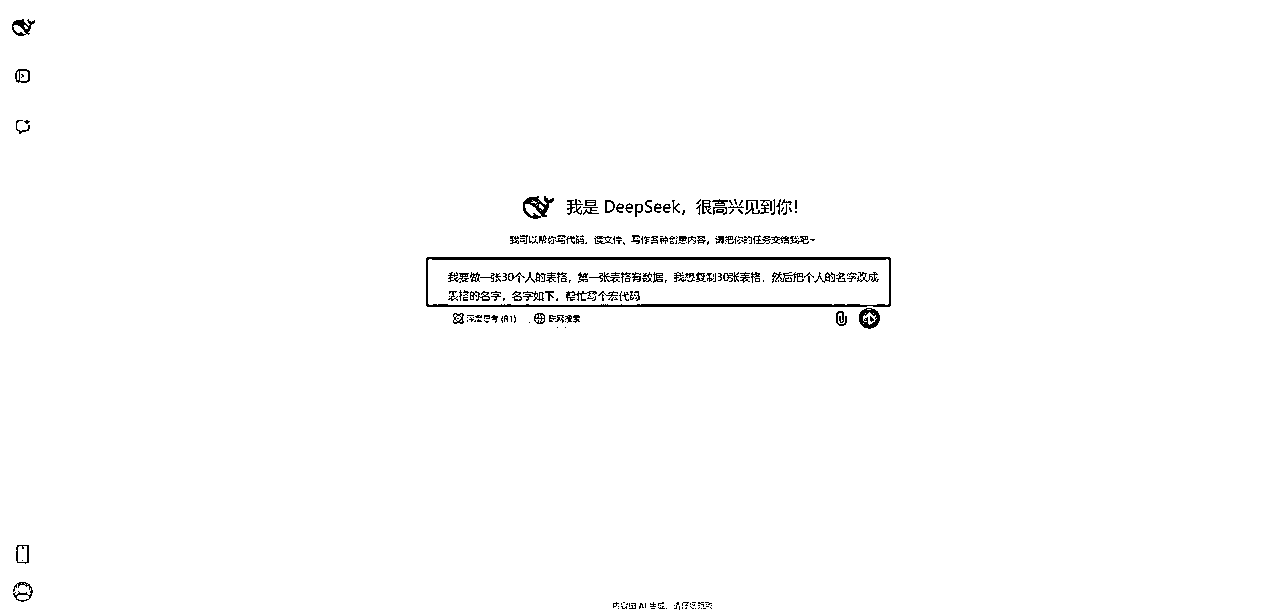 我是 DeepSeek，很高兴见到你！
我可以帮你写代码、读文件、写作各种创意内容，请把你的任务交给我吧~
我要做一张30个人的表格，第一张表格有数据，我想复制30张表格，然后把个人的名字改成
表格的名字，名字如下，帮忙写个宏代码
深度思考 (R1)
联网搜索
内容由 AI 生成，请仔细甄别